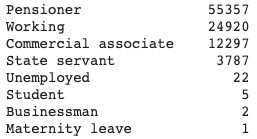 Pensioner 55357
Working 24920
Commercial associate 12297
State servant 3787
Unemployed 22
Student 5
Businessman 2
Maternity leave 1